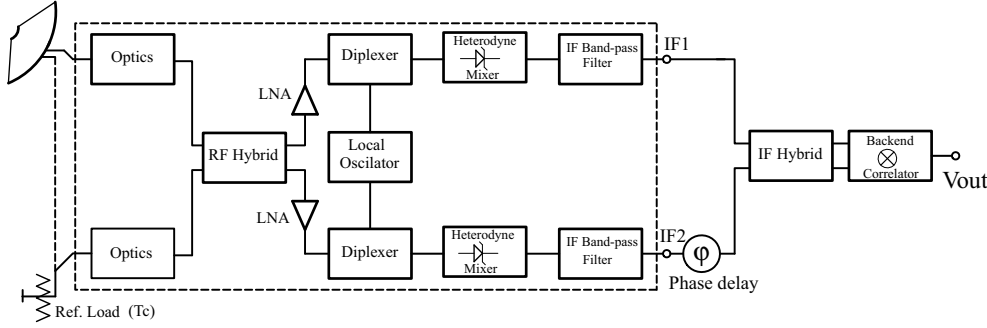 Optics
LNA
RF Hybrid
LNA
Optics
Ref. Load (Tc)
Diplexer
Local
Oscilator
Diplexer
Heterodyne
Mixer
IF Band-pass
Filter
IF1
Heterodyne
Mixer
IF Band-pass
Filter
IF2
φ
Phase delay
IF Hybrid
Backend
Correlator
Vout